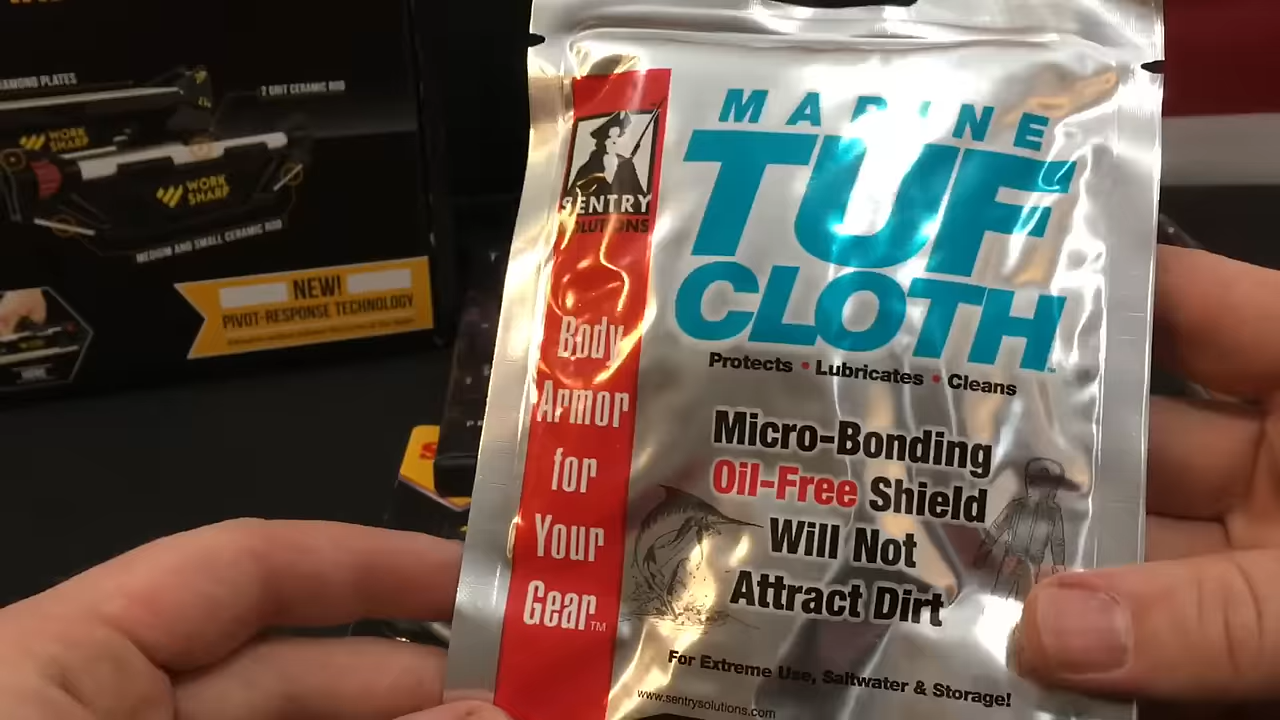 DIAMOND PLATES
2 GRIT CERAMIC ROD
WORK SHARP
WORK SHARP
MEDIUM AND SMALL CERAMIC ROD
NEW!
PIVOT-RESPONSE TECHNOLOGY
SENTRY
SOLUTIONS
Body
Armor
for
Your
Gear™
MARINE
TUF
CLOTH™
Protects • Lubricates • Cleans
Micro-Bonding
Oil-Free Shield
Will Not
Attract Dirt
For Extreme Use, Saltwater & Storage!
www.sentrysolutions.com